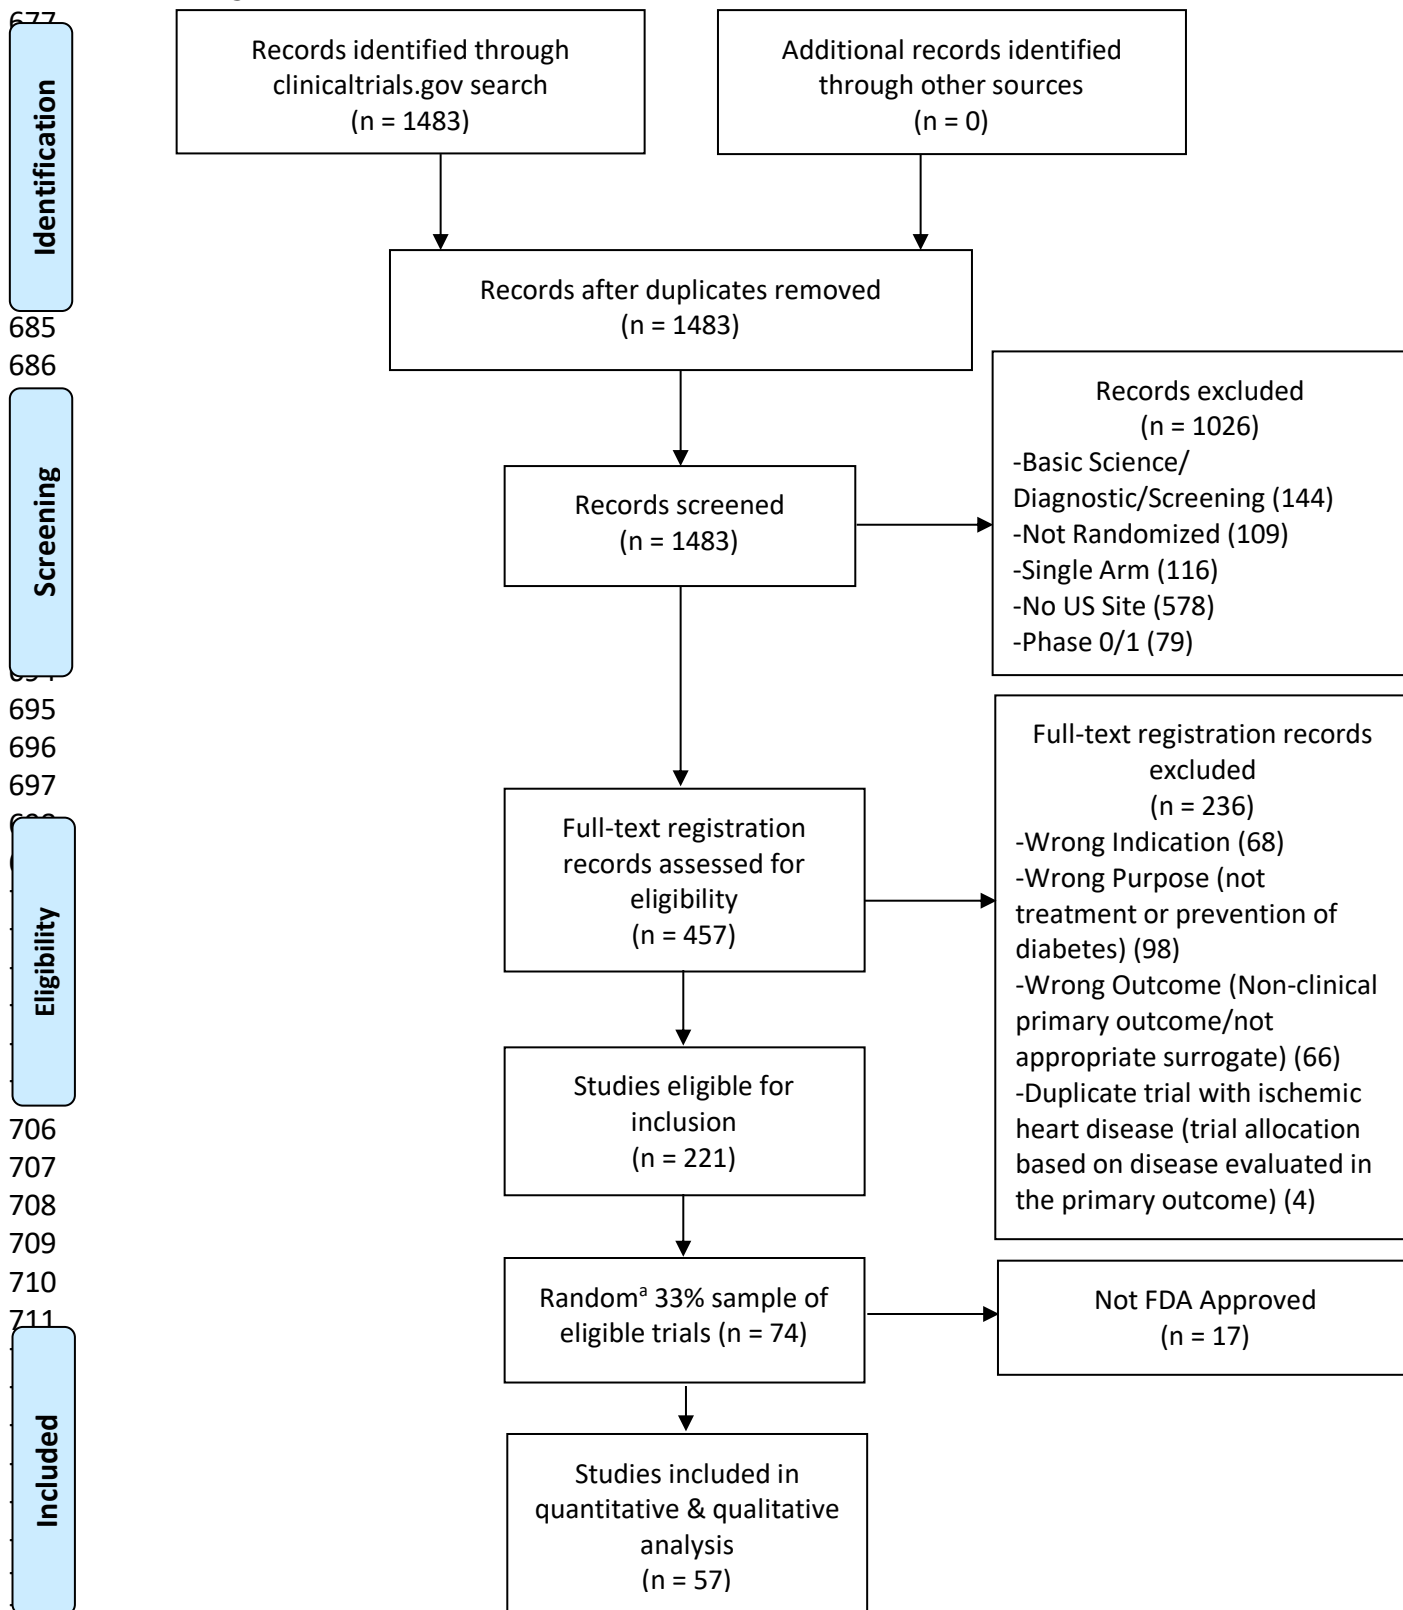 677
Identification
Records identified through
clinicaltrials.gov search
(n = 1483)
Additional records identified
through other sources
(n = 0)
Records after duplicates removed
(n = 1483)
685
686
Screening
Records screened
(n = 1483)
Records excluded
(n = 1026)
-Basic Science/
Diagnostic/Screening (144)
-Not Randomized (109)
-Single Arm (116)
-No US Site (578)
-Phase 0/1 (79)
695
696
697
Eligibility
Full-text registration
records assessed for
eligibility
(n = 457)
Full-text registration records
excluded
(n = 236)
-Wrong Indication (68)
-Wrong Purpose (not
treatment or prevention of
diabetes) (98)
-Wrong Outcome (Non-clinical
primary outcome/not
appropriate surrogate) (66)
-Duplicate trial with ischemic
heart disease (trial allocation
based on disease evaluated in
the primary outcome) (4)
Studies eligible for
inclusion
(n = 221)
706
707
708
709
710
711
Randomᵃ 33% sample of
eligible trials (n = 74)
Not FDA Approved
(n = 17)
Included
Studies included in
quantitative & qualitative
analysis
(n = 57)